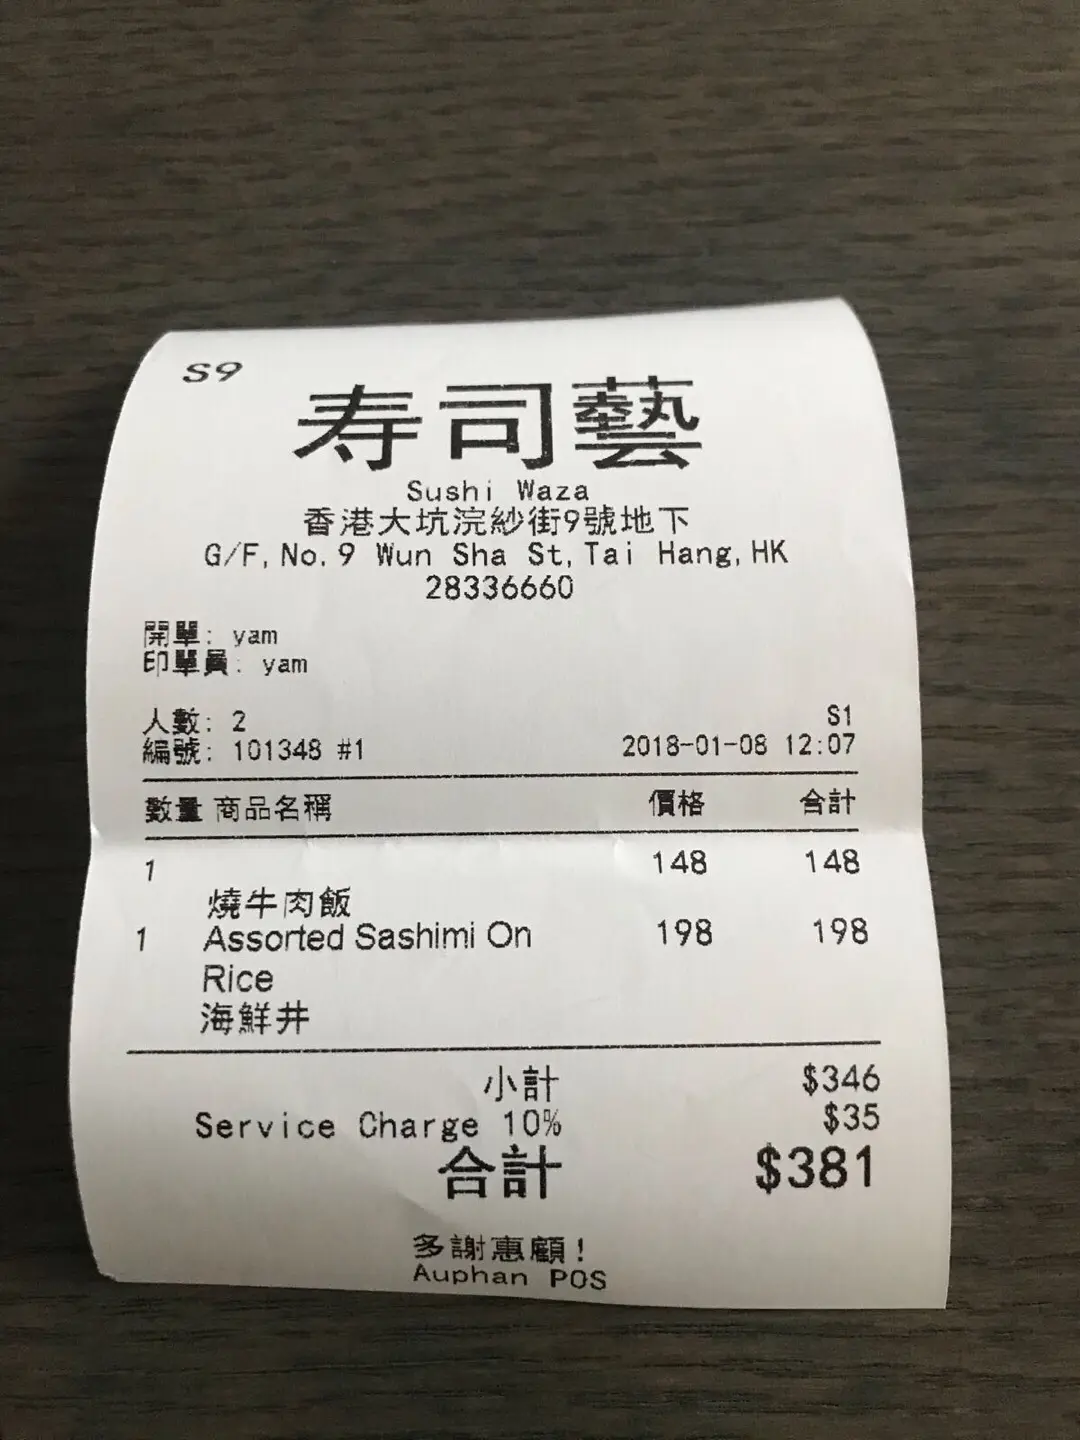 S9
寿司藝
Sushi Waza
香港大坑浣紗街9號地下
G/F, No. 9 Wun Sha St, Tai Hang, HK
28336660
開單: yam
印單員: yam
人數: 2 S1
編號: 101348 #1 2018-01-08 12:07
數量 商品名稱 價格 合計
1 148 148
燒牛肉飯
1 Assorted Sashimi On 198 198
Rice
海鮮井
小計 $346
Service Charge 10% $35
合計 $381
多謝惠顧!
Auphan POS